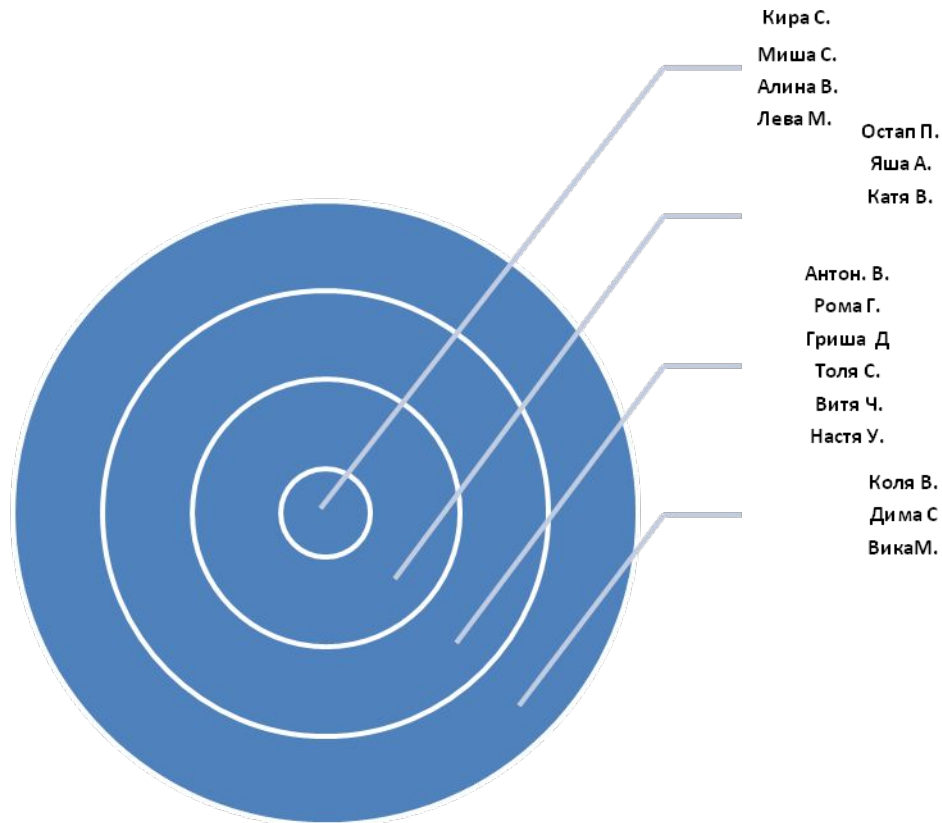 Кира С.
Миша С.
Алина В.
Лева М.
Остап П.
Яша А.
Катя В.
Антон. В.
Рома Г.
Гриша Д
Толя С.
Витя Ч.
Настя У.
Коля В.
Дима С
ВикаМ.